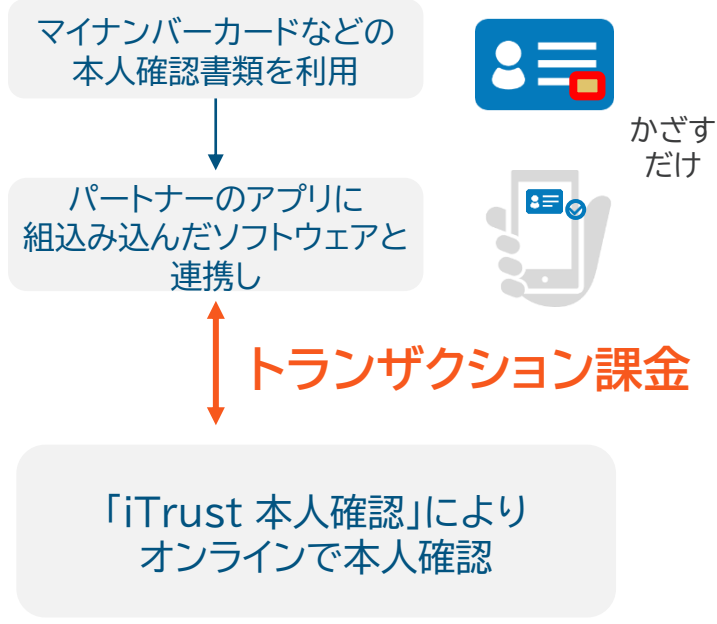 マイナンバーカードなどの
本人確認書類を利用
かざす
だけ
パートナーのアプリに
組込み込んだソフトウェアと
連携し
トランザクション課金
「iTrust 本人確認」により
オンラインで本人確認